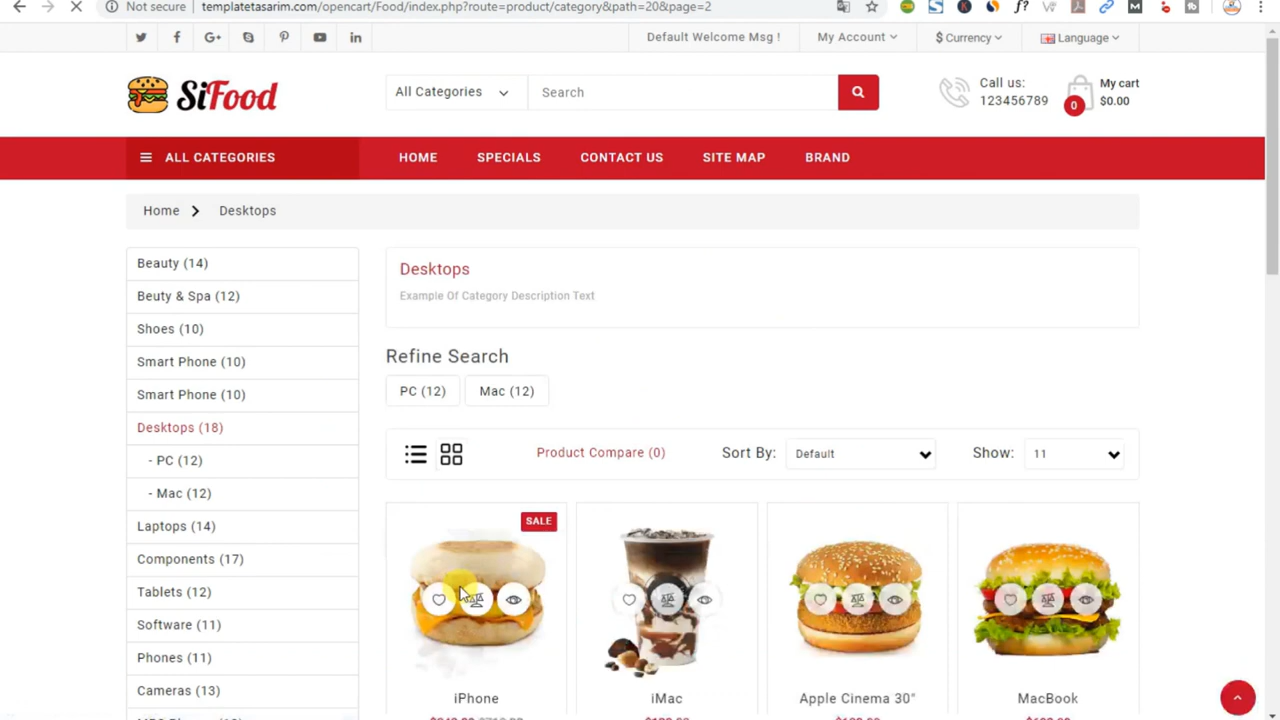 Not secure templatetasarim.com/opencart/Food/index.php?route=product/category&path=20&page=2
Default Welcome Msg ! My Account $ Currency Language
SiFood All Categories Search Call us: 123456789 0 My cart $0.00
ALL CATEGORIES HOME SPECIALS CONTACT US SITE MAP BRAND
Home Desktops
Beauty (14)
Beuty & Spa (12)
Shoes (10)
Smart Phone (10)
Smart Phone (10)
Desktops (18)
- PC (12)
- Mac (12)
Laptops (14)
Components (17)
Tablets (12)
Software (11)
Phones (11)
Cameras (13)
Desktops
Example Of Category Description Text
Refine Search
PC (12) Mac (12)
Product Compare (0) Sort By: Default Show: 11
SALE
iPhone iMac Apple Cinema 30" MacBook